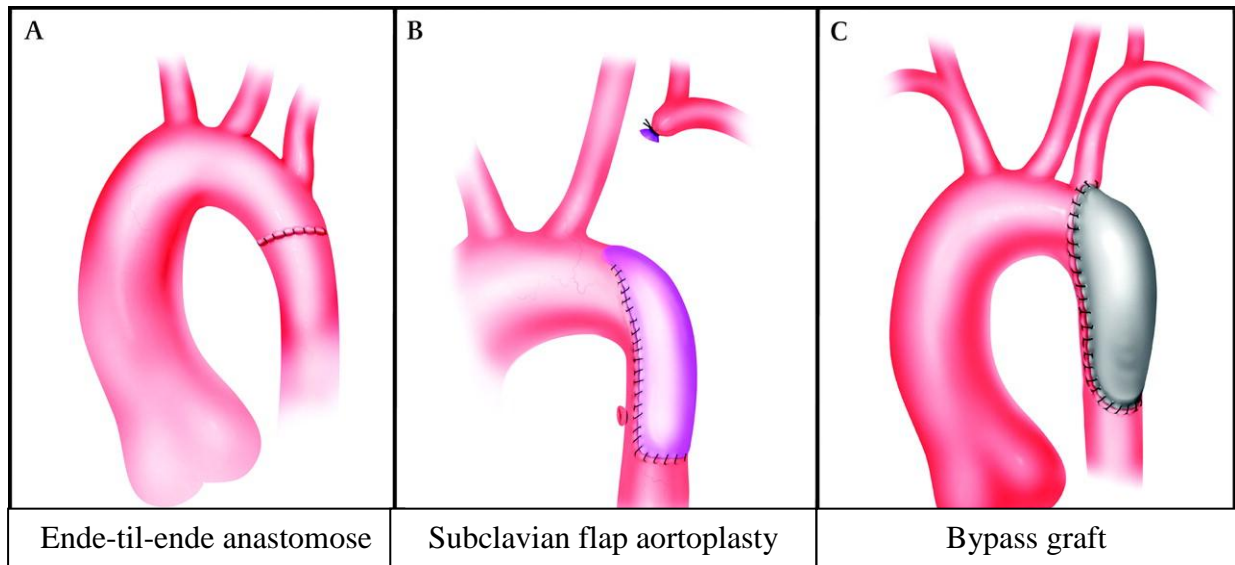 A
B
C
Ende-til-ende anastomose
Subclavian flap aortoplasty
Bypass graft